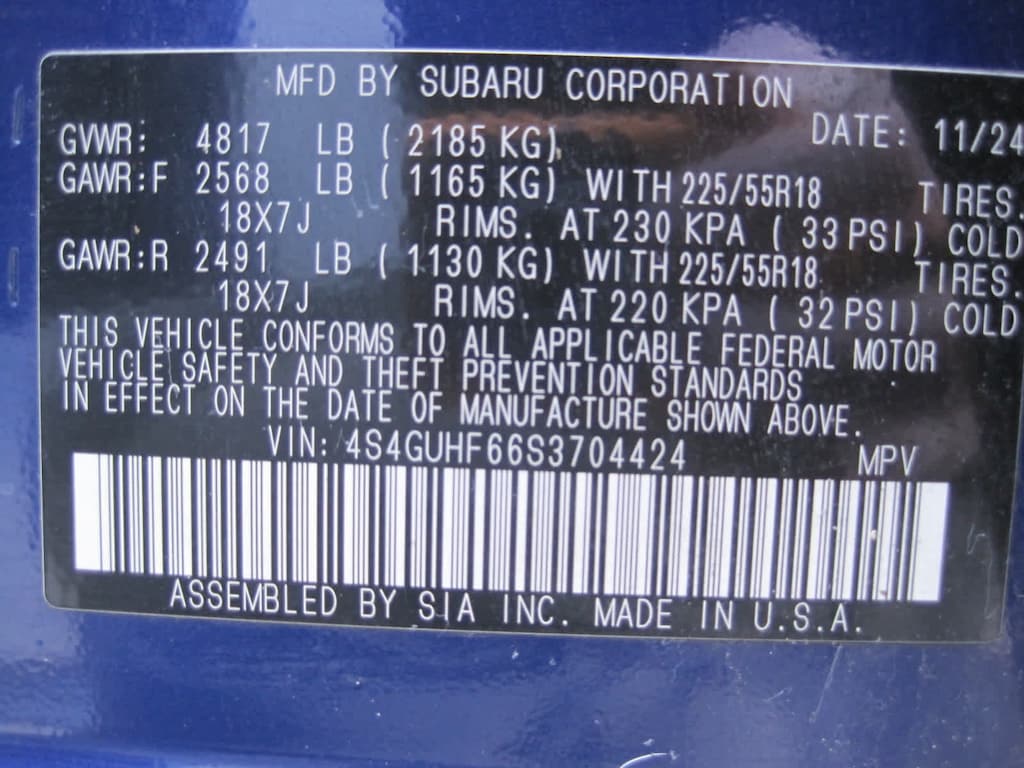 MFD BY SUBARU CORPORATION
GVWR: 4817 LB ( 2185 KG) DATE: 11/24
GAWR:F 2568 LB ( 1165 KG) WITH 225/55R18 TIRES.
18X7J RIMS. AT 230 KPA ( 33 PSI) COLD
GAWR:R 2491 LB ( 1130 KG) WITH 225/55R18 TIRES.
18X7J RIMS. AT 220 KPA ( 32 PSI) COLD
THIS VEHICLE CONFORMS TO ALL APPLICABLE FEDERAL MOTOR
VEHICLE SAFETY AND THEFT PREVENTION STANDARDS
IN EFFECT ON THE DATE OF MANUFACTURE SHOWN ABOVE.
VIN: 4S4GUHF66S3704424 MPV
ASSEMBLED BY SIA INC. MADE IN U.S.A.